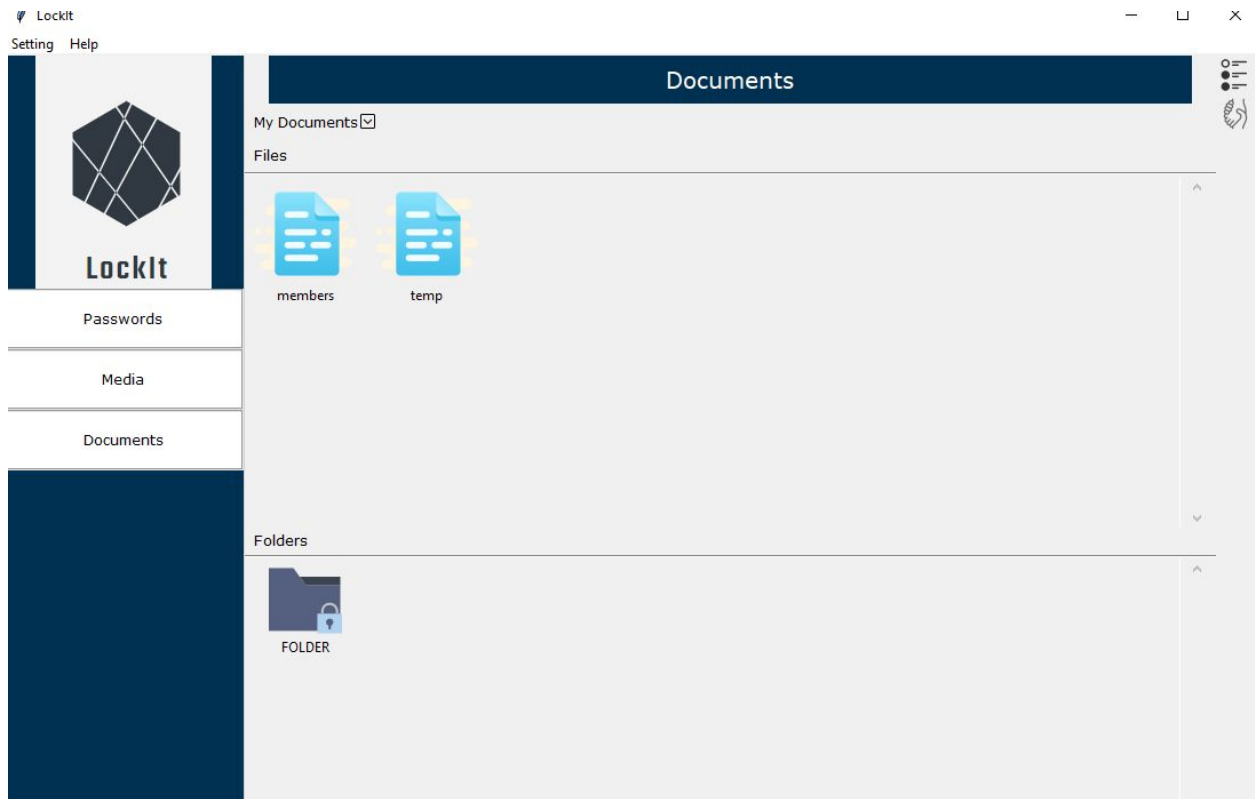 LockIt
Setting Help
Documents
My Documents
Files
LockIt
members temp
Passwords
Media
Documents
Folders
FOLDER